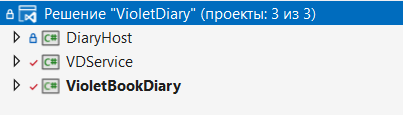 Решение "VioletDiary" (проекты: 3 из 3)
C# DiaryHost
C# VDService
C# VioletBookDiary